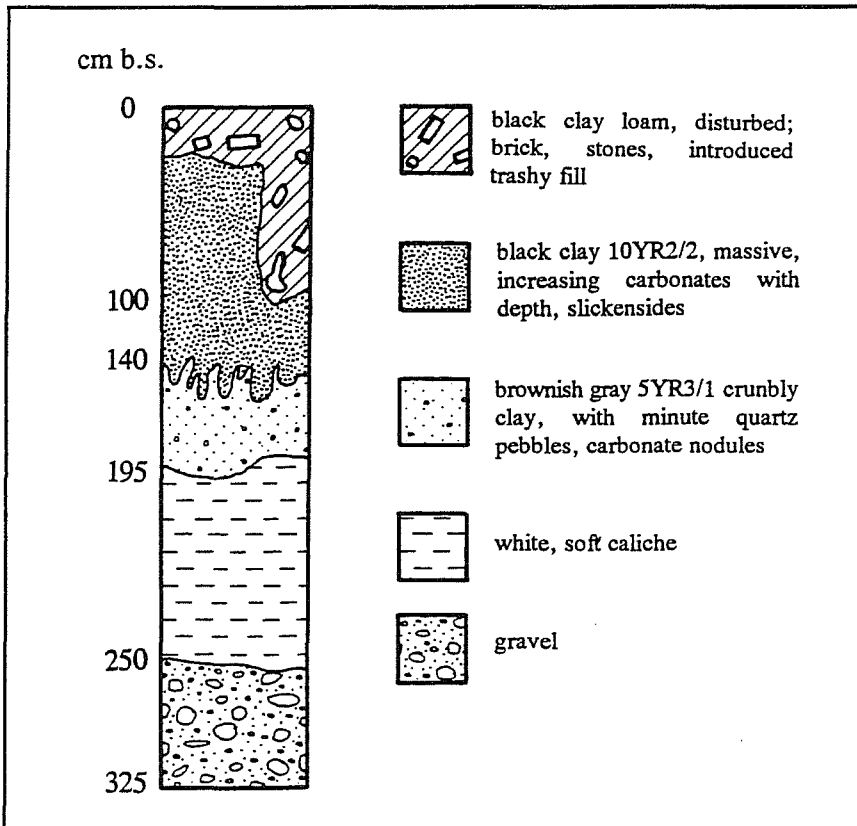 cm b.s.
0
100
140
195
250
325
black clay loam, disturbed;
brick, stones, introduced
trashy fill
black clay 10YR2/2, massive,
increasing carbonates with
depth, slickensides
brownish gray 5YR3/1 crunbly
clay, with minute quartz
pebbles, carbonate nodules
white, soft caliche
gravel